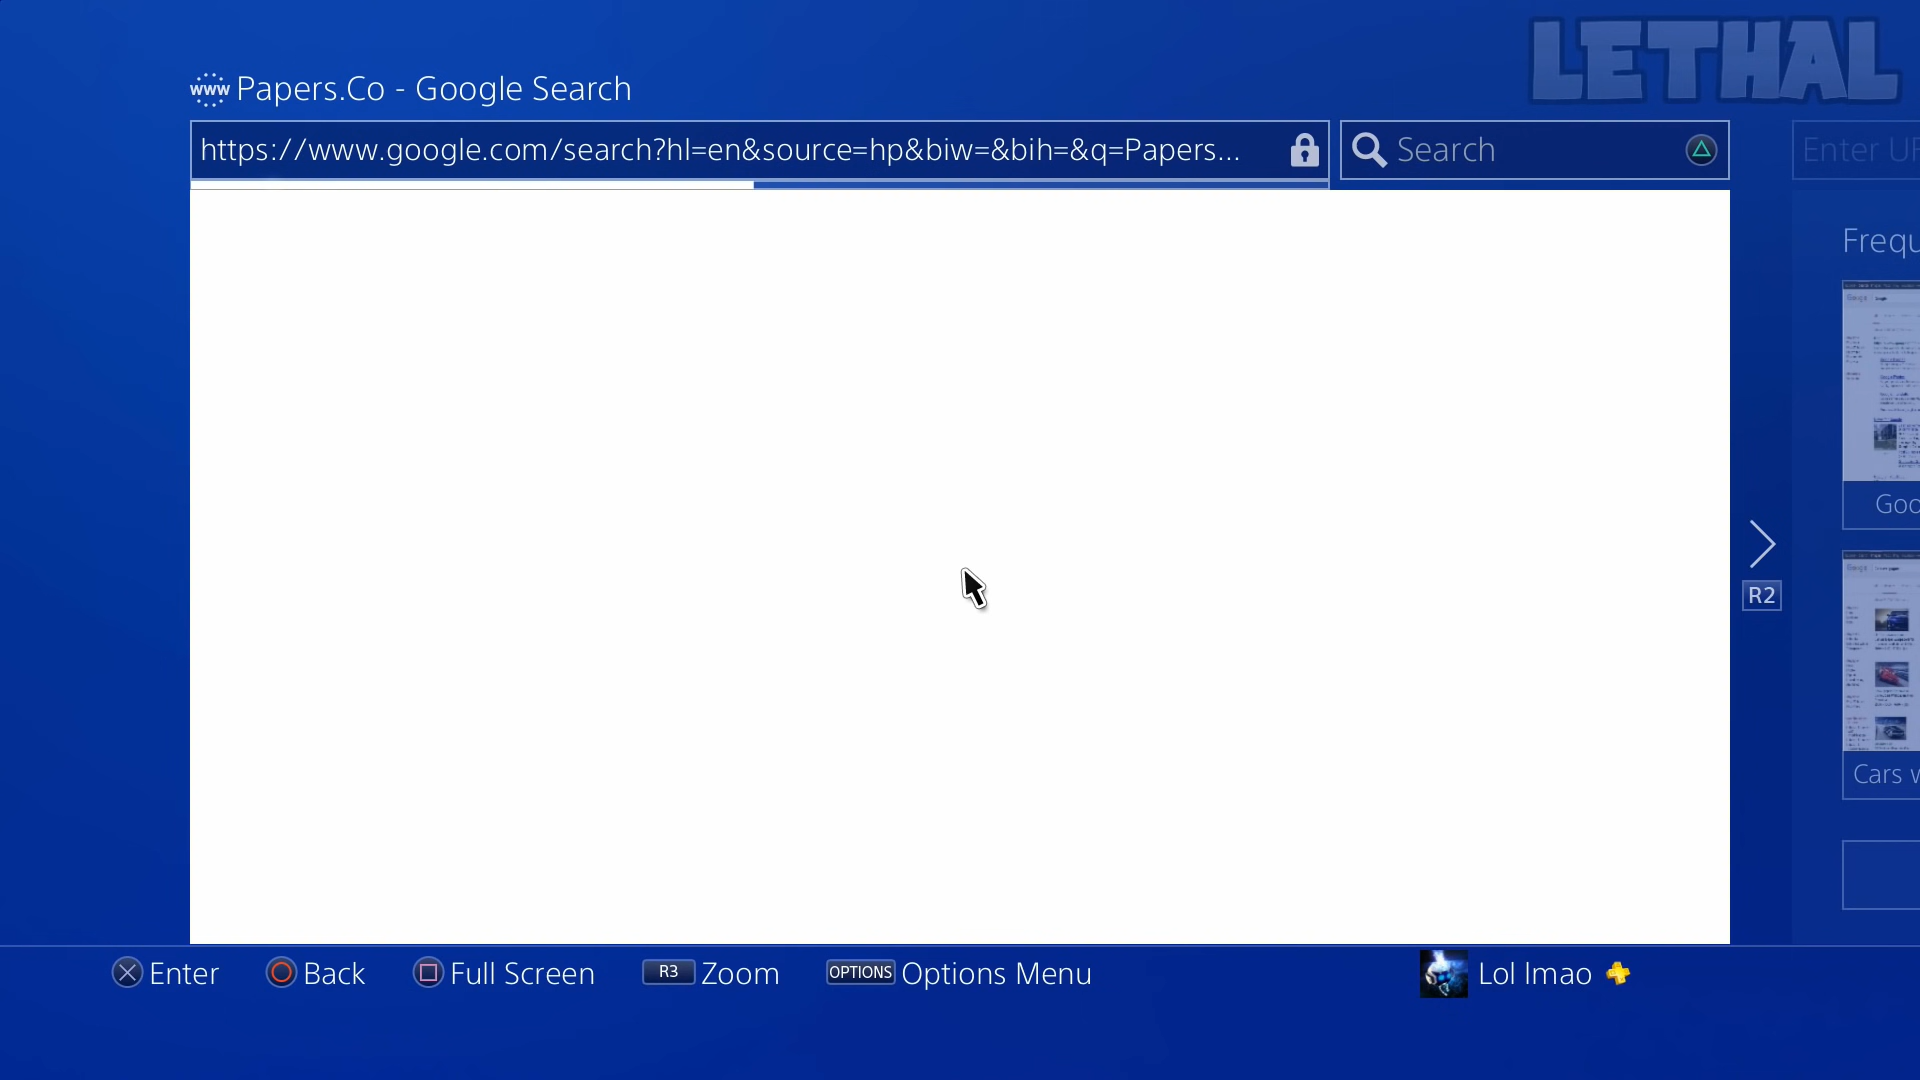 LETHAL
www Papers.Co - Google Search
https://www.google.com/search?hl=en&source=hp&biw=&bih=&q=Papers...
Search
Enter
Frequ
Goo
R2
Cars
Enter
Back
Full Screen
R3 Zoom
OPTIONS Options Menu
Lol lmao